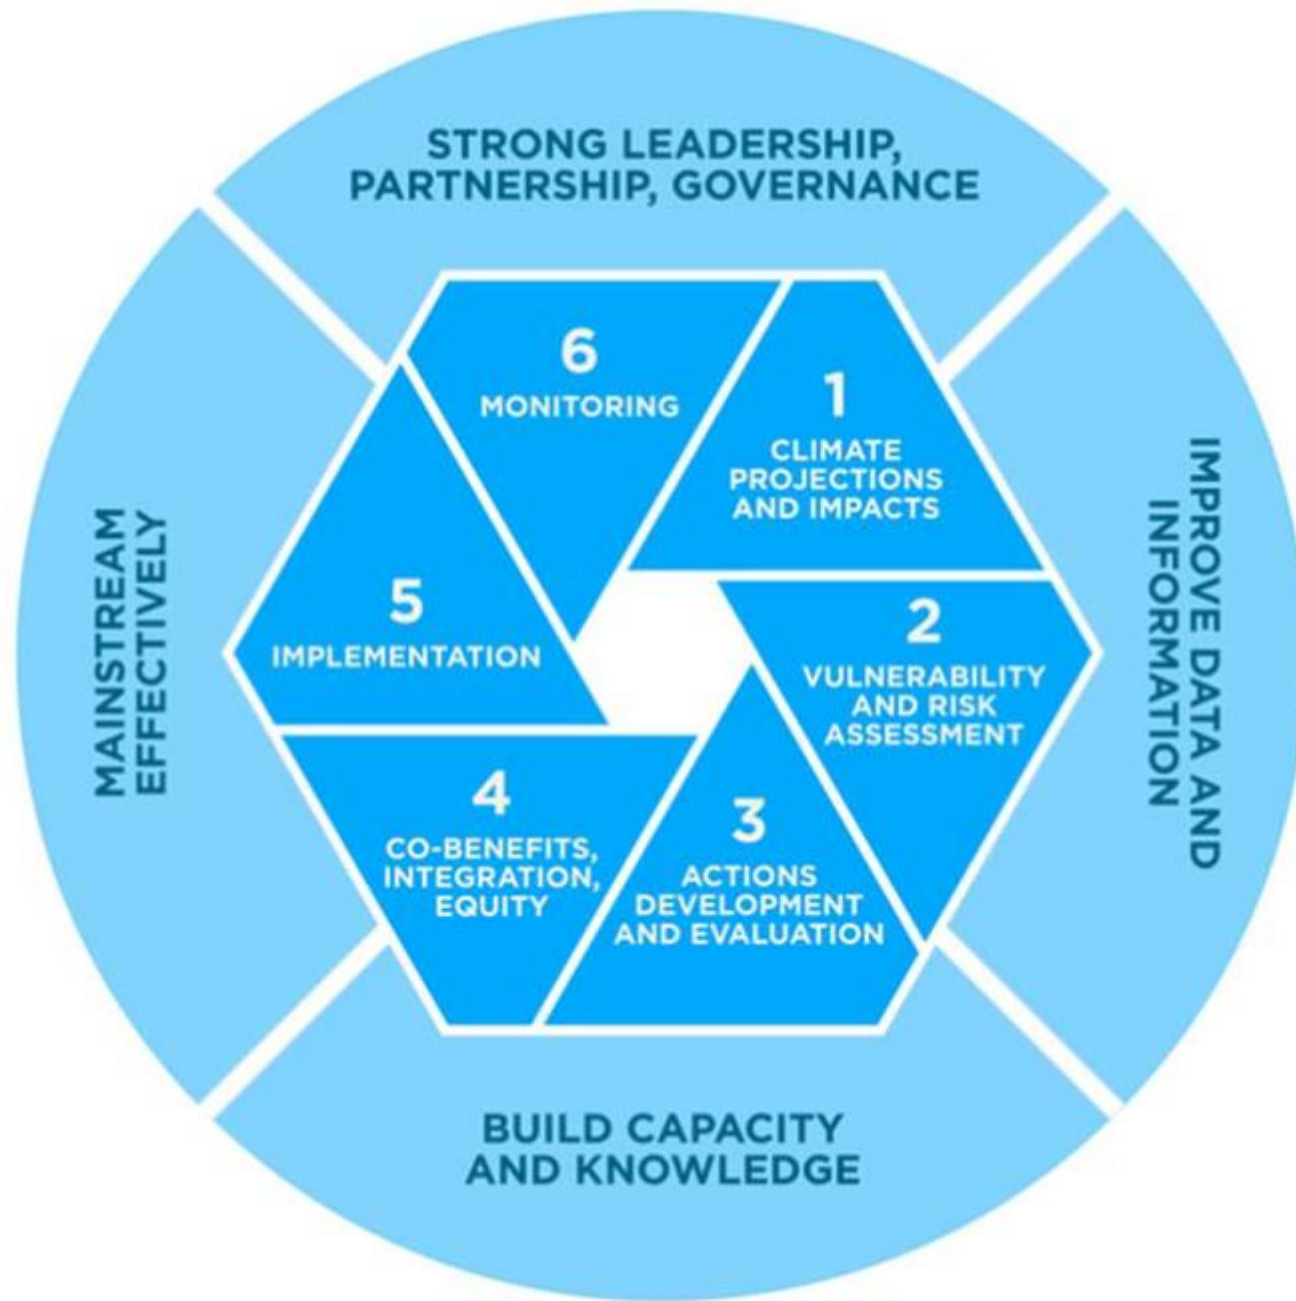 STRONG LEADERSHIP,
PARTNERSHIP, GOVERNANCE
6
MONITORING
1
CLIMATE
PROJECTIONS
AND IMPACTS
MAINSTREAM
EFFECTIVELY
5
IMPLEMENTATION
2
VULNERABILITY
AND RISK
ASSESSMENT
IMPROVE DATA AND
INFORMATION
4
CO-BENEFITS,
INTEGRATION,
EQUITY
3
ACTIONS
DEVELOPMENT
AND EVALUATION
BUILD CAPACITY
AND KNOWLEDGE